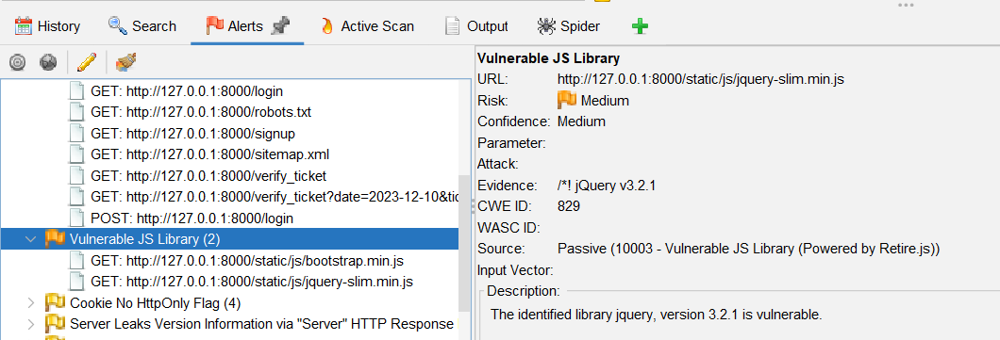 History Search Alerts Active Scan Output Spider
GET: http://127.0.0.1:8000/login
GET: http://127.0.0.1:8000/robots.txt
GET: http://127.0.0.1:8000/signup
GET: http://127.0.0.1:8000/sitemap.xml
GET: http://127.0.0.1:8000/verify_ticket
GET: http://127.0.0.1:8000/verify_ticket?date=2023-12-10&tic
POST: http://127.0.0.1:8000/login
Vulnerable JS Library (2)
GET: http://127.0.0.1:8000/static/js/bootstrap.min.js
GET: http://127.0.0.1:8000/static/js/jquery-slim.min.js
Cookie No HttpOnly Flag (4)
Server Leaks Version Information via "Server" HTTP Response
Vulnerable JS Library
URL: http://127.0.0.1:8000/static/js/jquery-slim.min.js
Risk: Medium
Confidence: Medium
Parameter:
Attack:
Evidence: /*! jQuery v3.2.1
CWE ID: 829
WASC ID:
Source: Passive (10003 - Vulnerable JS Library (Powered by Retire.js))
Input Vector:
Description:
The identified library jquery, version 3.2.1 is vulnerable.